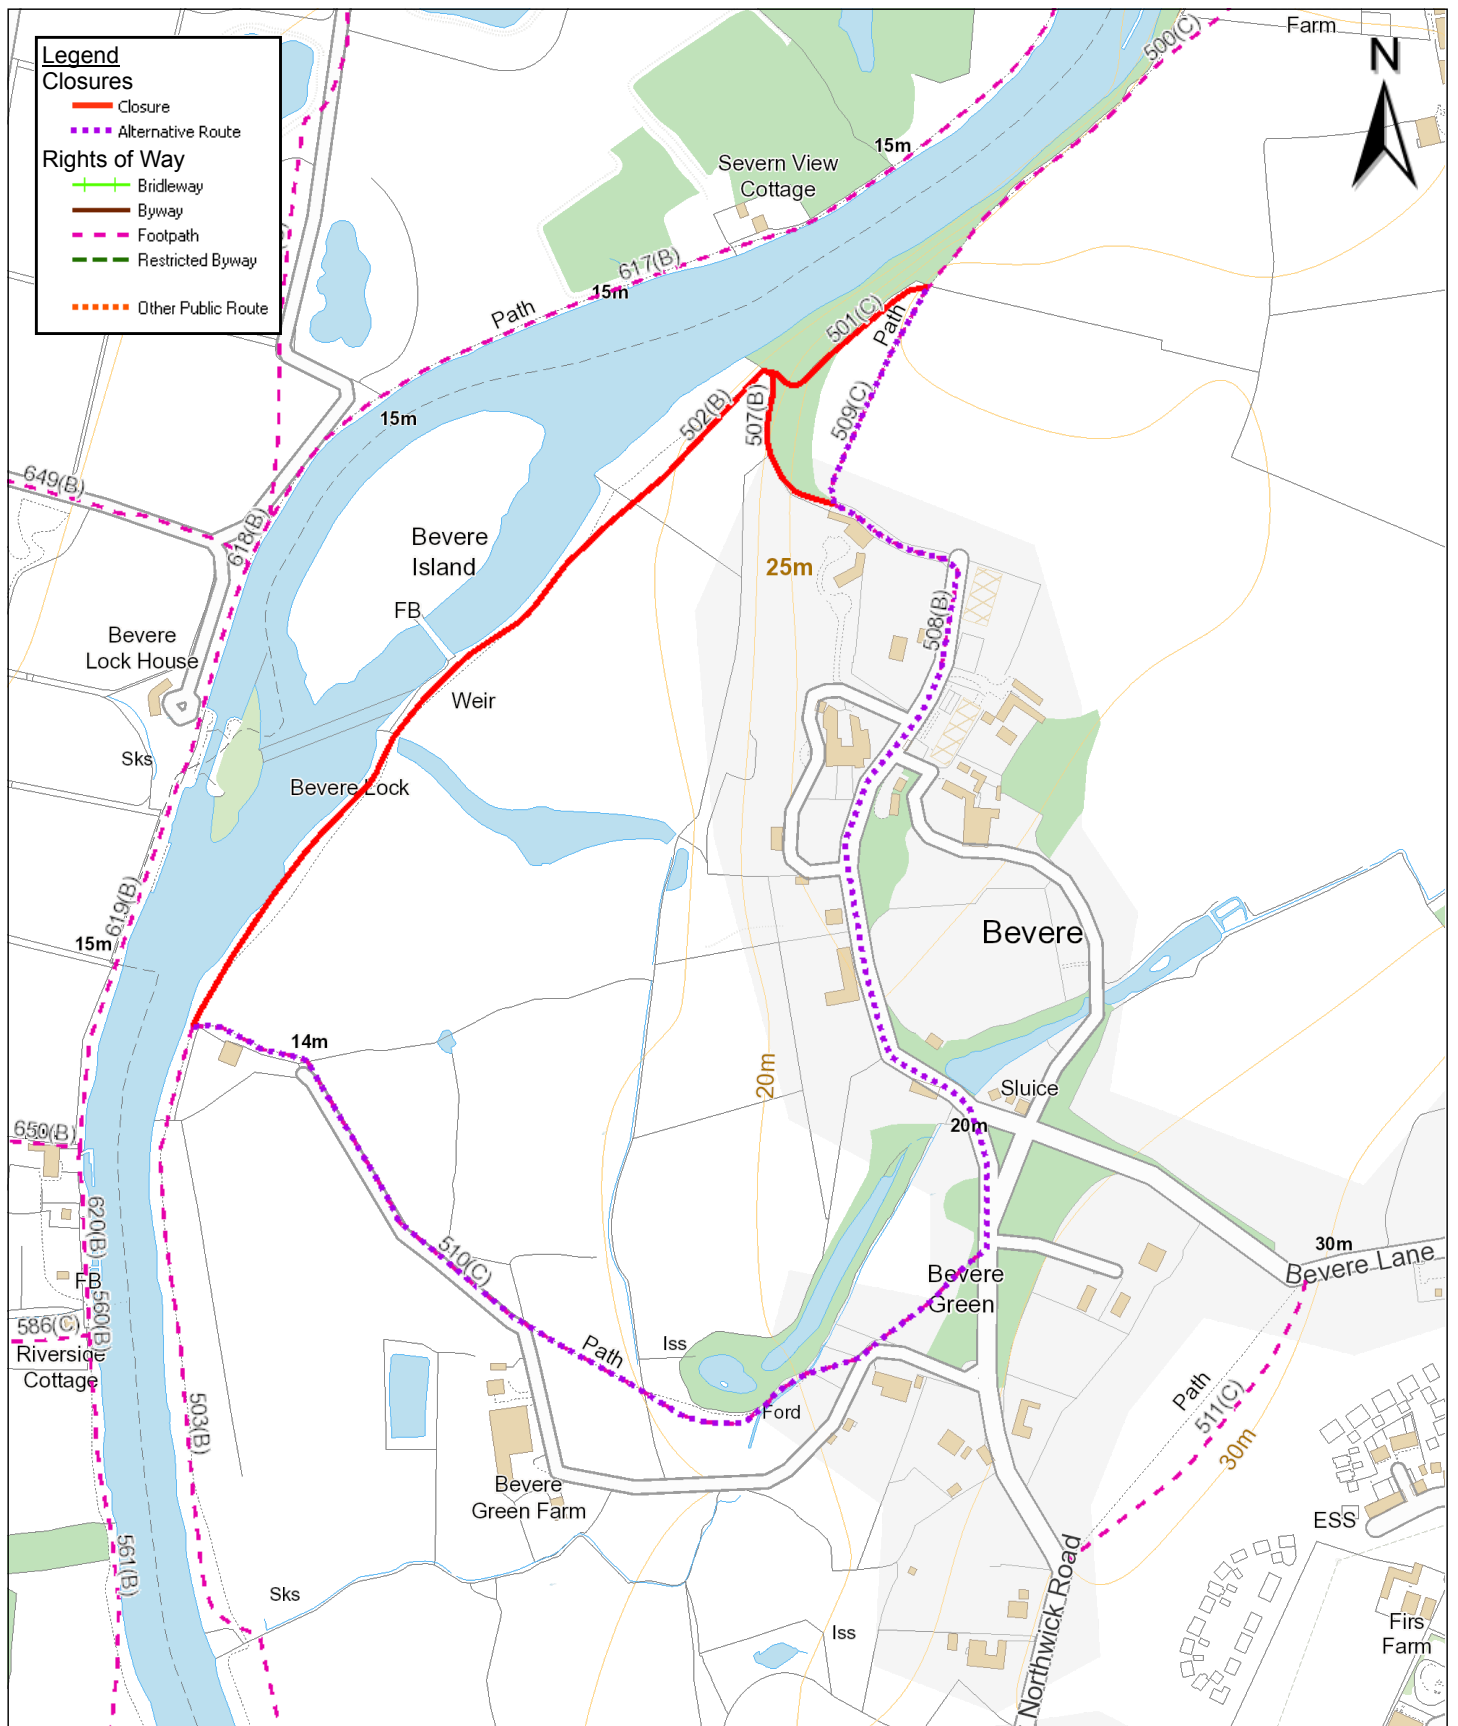 Legend
Closures
Closure
Alternative Route
Rights of Way
Bridleway
Byway
Footpath
Restricted Byway
Other Public Route
Farm
N
500(C)
15m
Severn View
Cottage
617(B)
15m
Path
501(C)
Path
15m
502(B)
507(B)
509(C)
649(B)
618(B)
Bevere
Island
25m
FB
508(B)
Bevere
Lock House
Weir
Sks
Bevere Lock
619(B)
15m
Bevere
14m
20m
Sluice
20m
650(B)
620(B)
510(C)
30m
Bevere Lane
FB
560(B)
Bevere
Green
586(C)
Riverside
Cottage
Path
Iss
Path
511(C)
503(B)
Ford
30m
Bevere
Green Farm
ESS
561(B)
Northwick Road
Sks
Iss
Firs
Farm